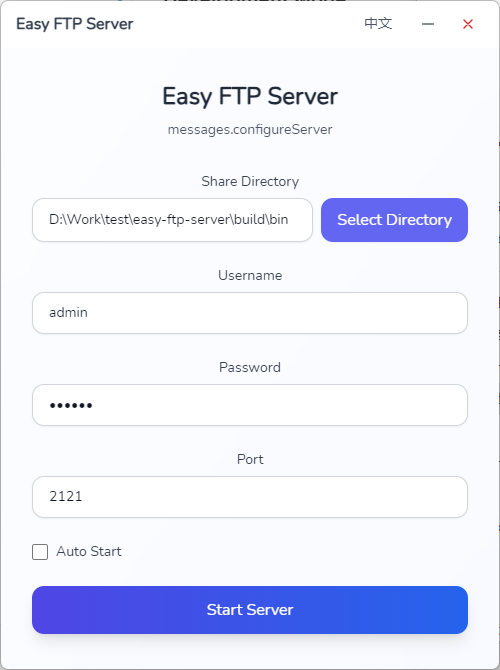 Easy FTP Server 中文
Easy FTP Server
messages.configureServer
Share Directory
D:\Work\test\easy-ftp-server\build\bin Select Directory
Username
admin
Password
••••••
Port
2121
Auto Start
Start Server